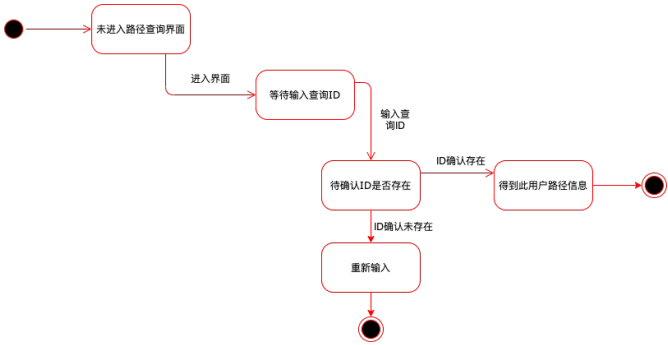 未进入路径查询界面
进入界面
等待输入查询ID
输入查
询ID
待确认ID是否存在
ID确认存在
得到此用户路径信息
ID确认未存在
重新输入